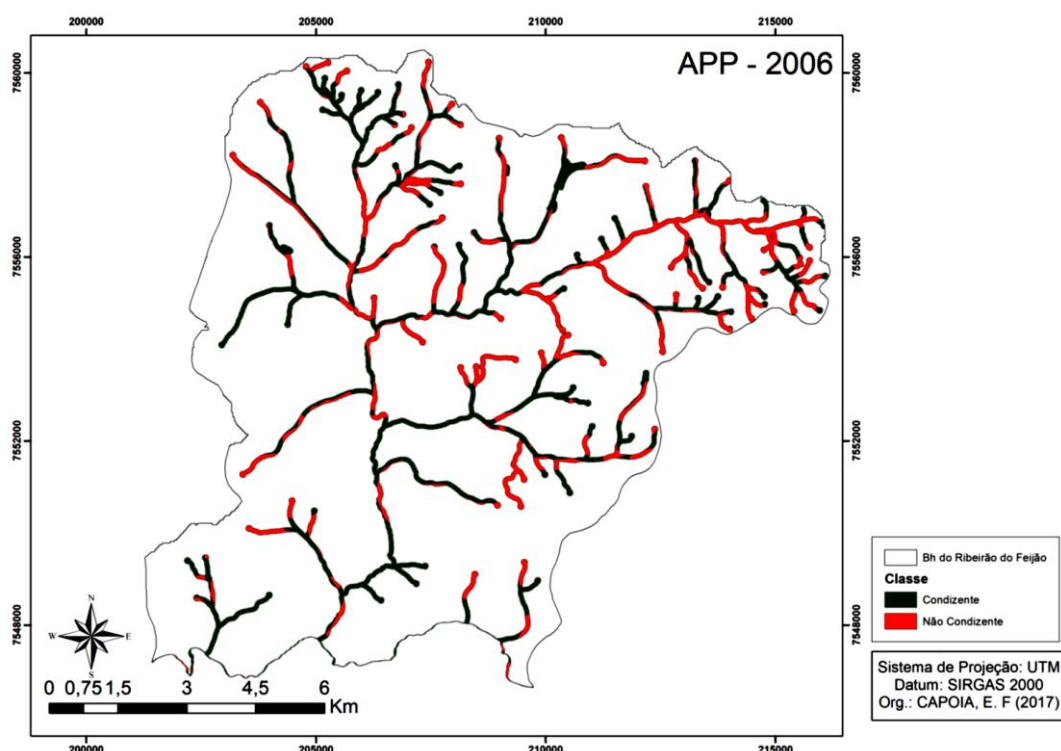 200000 205000 210000 215000
APP - 2006
7560000 7560000
7556000 7556000
7552000 7552000
7548000 7548000
Bh do Ribeirão do Feijão
Classe
Condizente
Não Condizente
N
W E
S
0 0,75 1,5 3 4,5 6
Km
Sistema de Projeção: UTM
Datum: SIRGAS 2000
Org.: CAPOIA, E. F (2017)
200000 205000 210000 215000